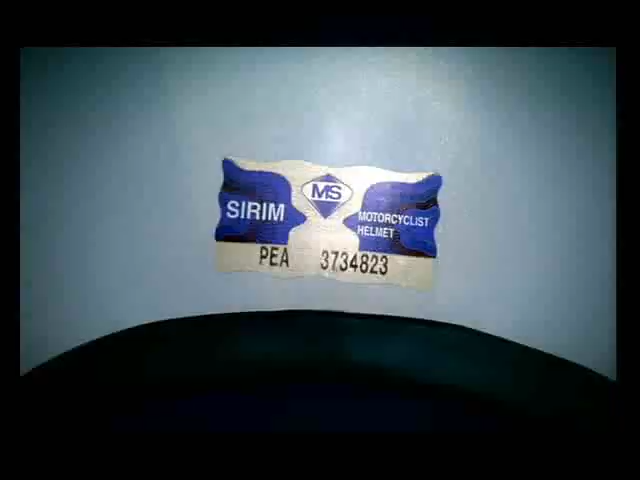 MS
SIRIM
MOTORCYCLIST
HELMET
PEA 3734823